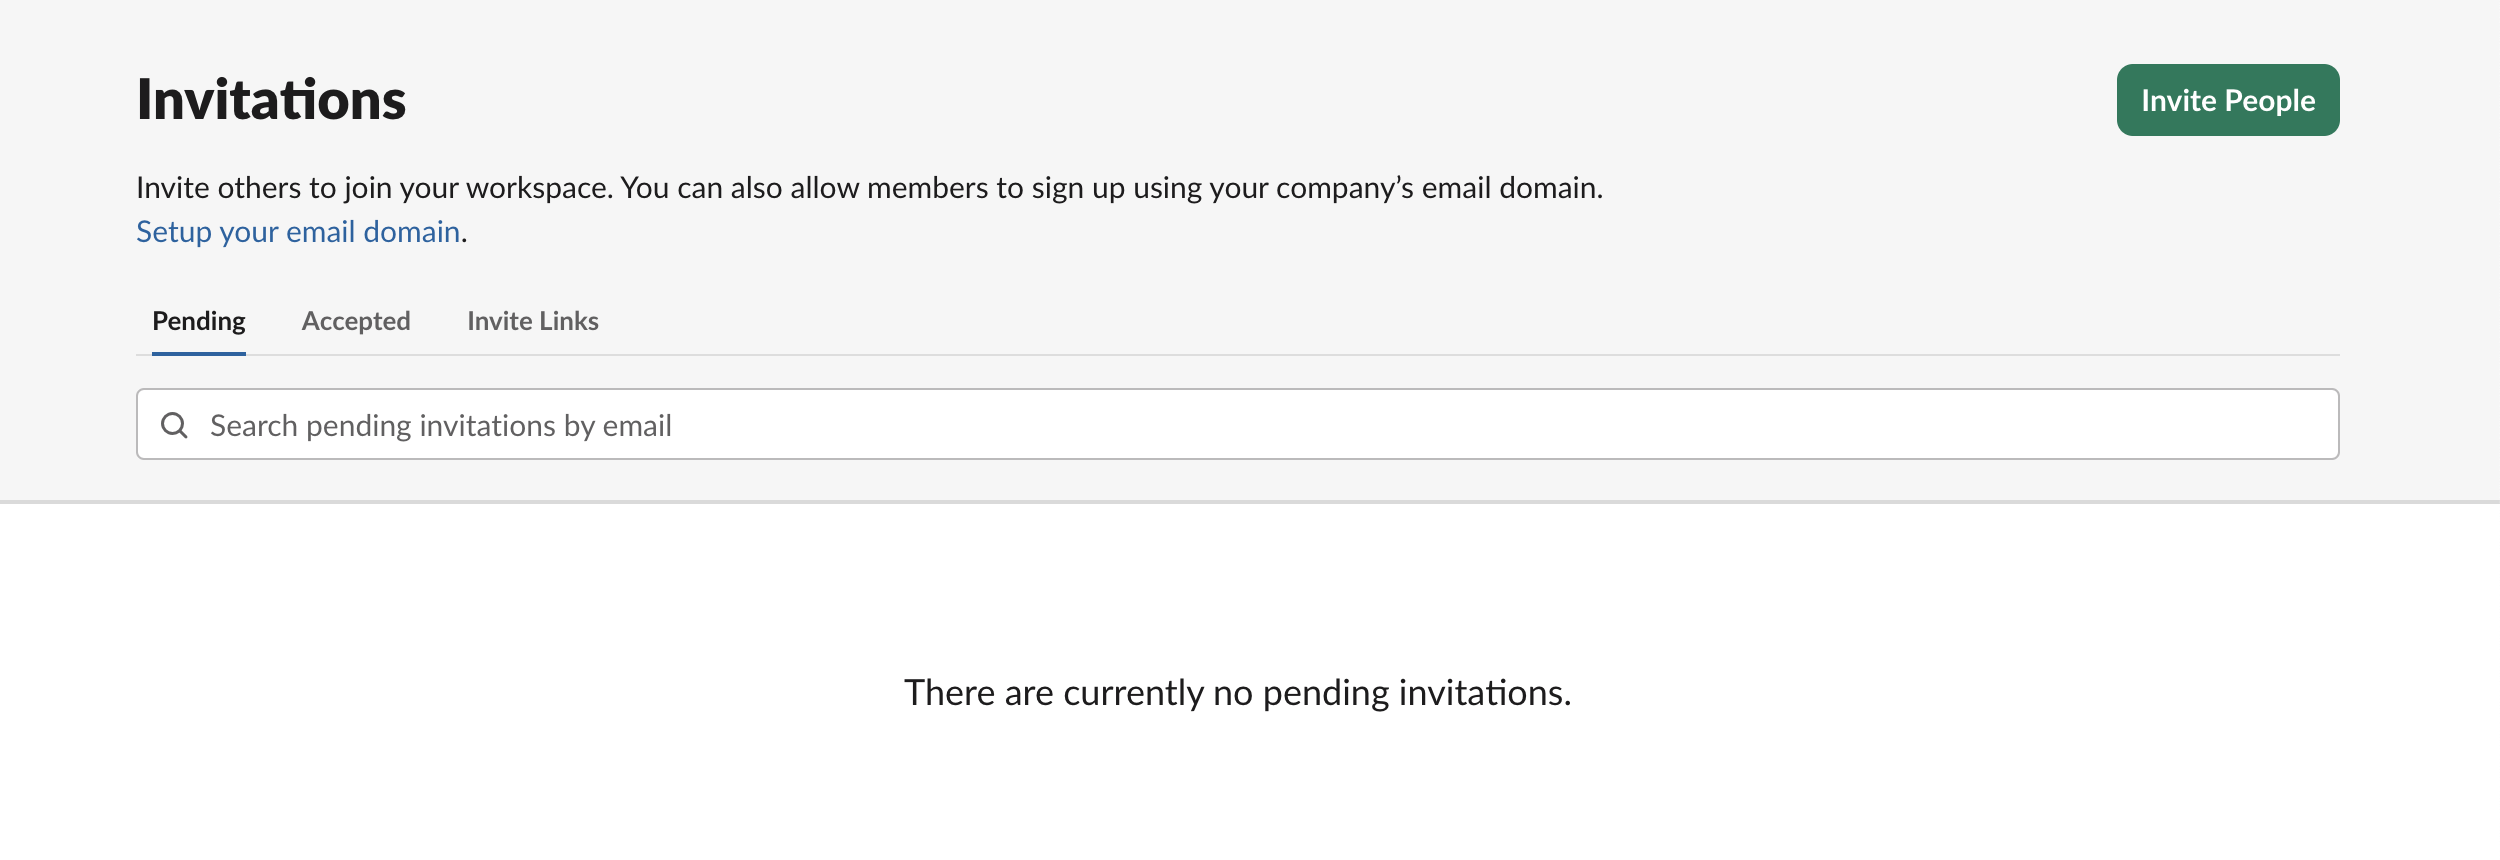 Invitations
Invite People
Invite others to join your workspace. You can also allow members to sign up using your company’s email domain.
Setup your email domain.
Pending
Accepted
Invite Links
Search pending invitations by email
There are currently no pending invitations.